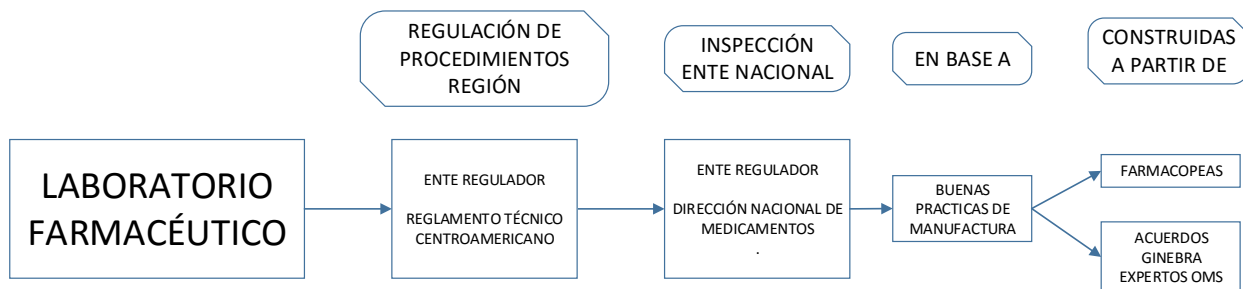 REGULACIÓN DE
PROCEDIMIENTOS
REGIÓN
INSPECCIÓN
ENTE NACIONAL
EN BASE A
CONSTRUIDAS
A PARTIR DE
LABORATORIO
FARMACÉUTICO
ENTE REGULADOR
REGLAMENTO TÉCNICO
CENTROAMERICANO
ENTE REGULADOR
DIRECCIÓN NACIONAL DE
MEDICAMENTOS
.
BUENAS
PRACTICAS DE
MANUFACTURA
FARMACOPEAS
ACUERDOS
GINEBRA
EXPERTOS OMS